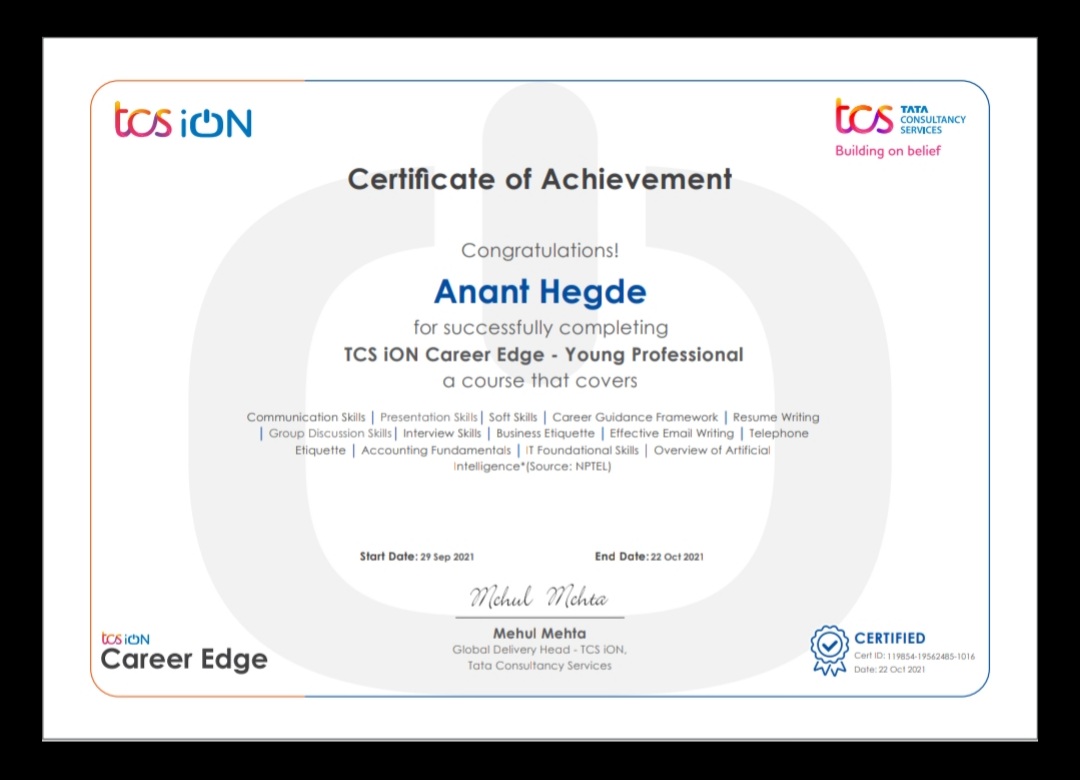 tcs iON
tcs TATA
CONSULTANCY
SERVICES
Building on belief
Certificate of Achievement
Congratulations!
Anant Hegde
for successfully completing
TCS iON Career Edge - Young Professional
a course that covers
Communication Skills | Presentation Skills | Soft Skills | Career Guidance Framework | Resume Writing
| Group Discussion Skills | Interview Skills | Business Etiquette | Effective Email Writing | Telephone
Etiquette | Accounting Fundamentals | IT Foundational Skills | Overview of Artificial
Intelligence*(Source: NPTEL)
Start Date: 29 Sep 2021 End Date: 22 Oct 2021
Mehul Mehta
Mehul Mehta
Global Delivery Head - TCS iON,
Tata Consultancy Services
tcs iON
Career Edge
CERTIFIED
Cert ID: 119854-19562485-1016
Date: 22 Oct 2021